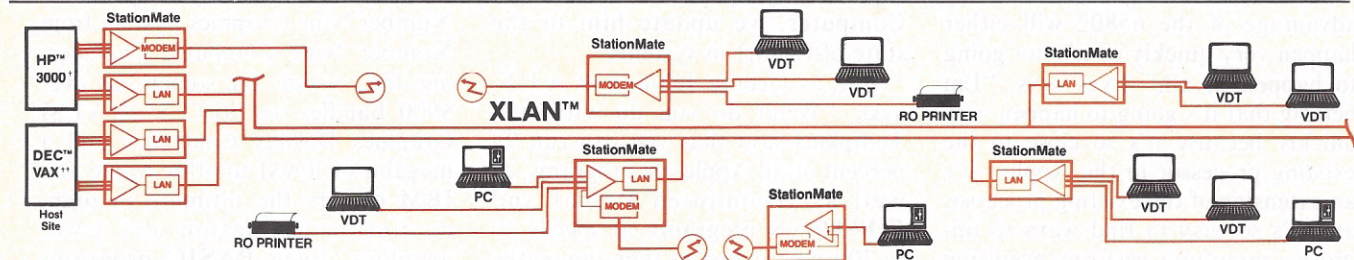 StationMate
HP™
3000†
MODEM
LAN
DEC™
VAX††
LAN
LAN
Host
Site
XLAN™
StationMate
MODEM
VDT
VDT
RO PRINTER
StationMate
LAN
VDT
VDT
RO PRINTER
VDT
PC
StationMate
LAN
MODEM
StationMate
MODEM
PC
StationMate
LAN
VDT
VDT
PC